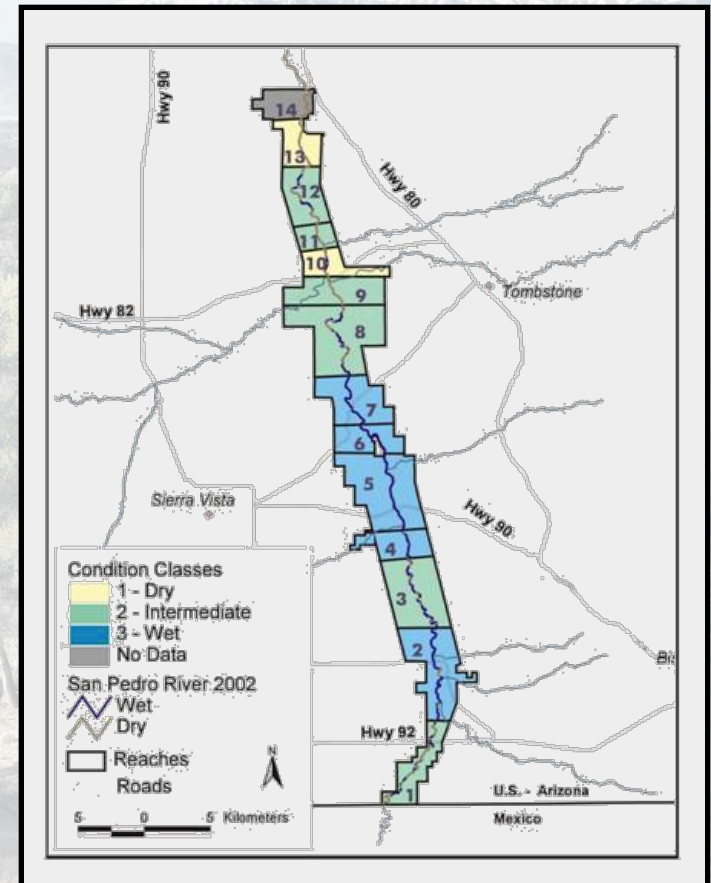 Hwy 90
14
13
12
Hwy 80
11
10
Tombstone
9
Hwy 82
8
7
6
5
Sierra Vista
Hwy 90
4
3
2
Hwy 92
1
U.S. - Arizona
Mexico
Condition Classes
1 - Dry
2 - Intermediate
3 - Wet
No Data
San Pedro River 2002
Wet
Dry
Reaches
Roads
N
5 0 5 Kilometers